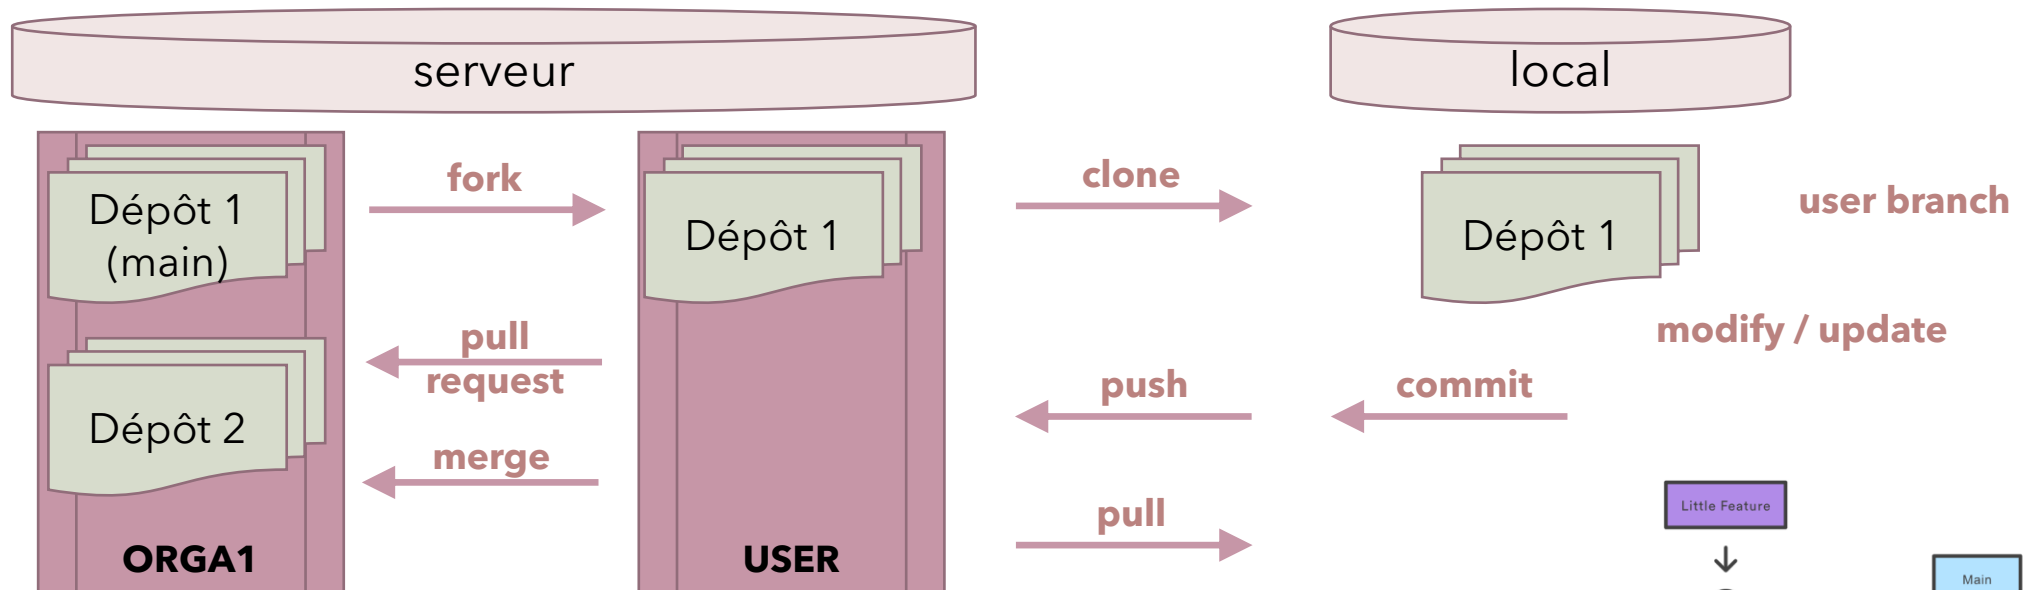 serveur
local
Dépôt 1
(main)
fork
Dépôt 1
clone
Dépôt 1
user branch
pull
request
modify / update
Dépôt 2
push
commit
merge
pull
Little Feature
ORGA1
USER
Main